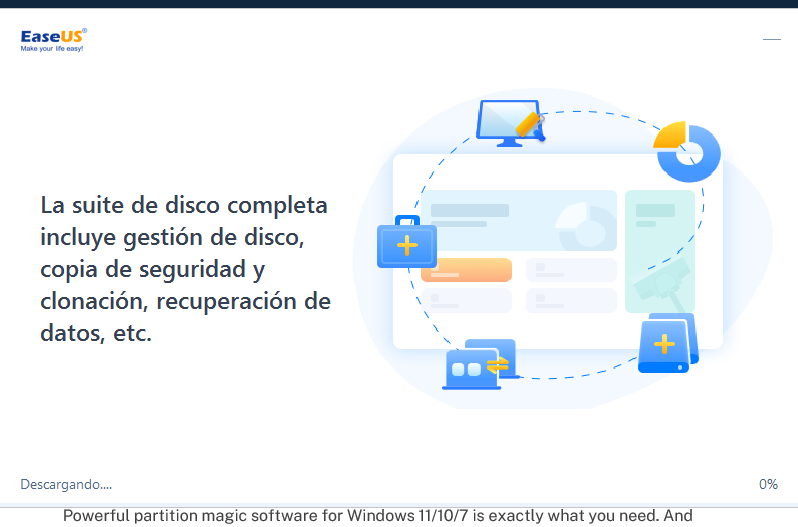 EaseUS®
Make your life easy!
La suite de disco completa
incluye gestión de disco,
copia de seguridad y
clonación, recuperación de
datos, etc.
Descargando....
0%
Powerful partition magic software for Windows 11/10/7 is exactly what you need. And